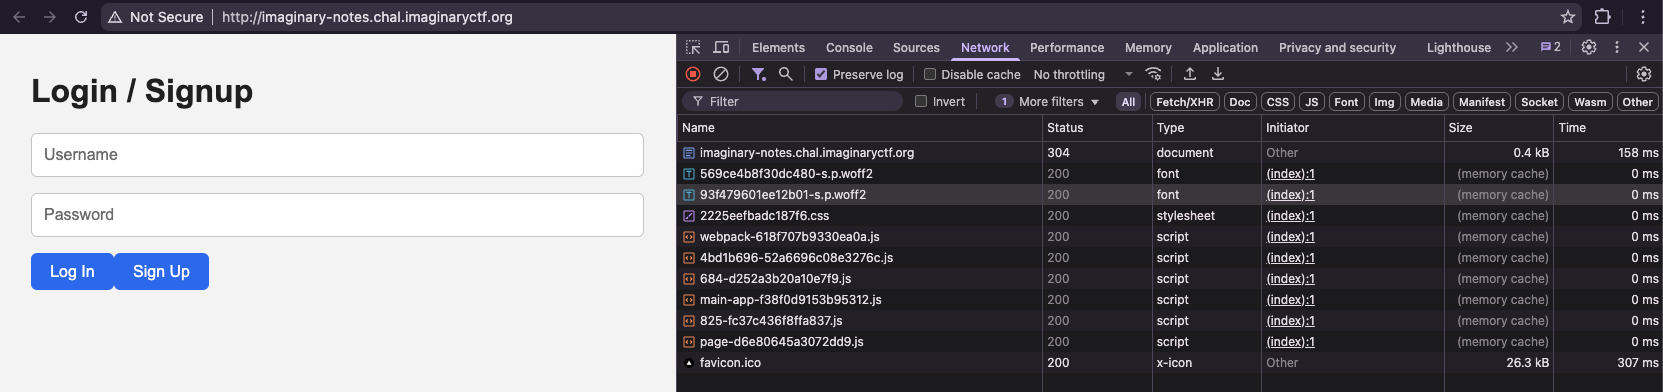 Not Secure http://imaginary-notes.chal.imaginaryctf.org
Login / Signup
Username
Password
Log In Sign Up
Elements Console Sources Network Performance Memory Application Privacy and security Lighthouse 2
Preserve log Disable cache No throttling
Filter Invert 1 More filters All Fetch/XHR Doc CSS JS Font Img Media Manifest Socket Wasm Other
Name Status Type Initiator Size Time
imaginary-notes.chal.imaginaryctf.org 304 document Other 0.4 kB 158 ms
569ce4b8f30dc480-s.p.woff2 200 font (index):1 (memory cache) 0 ms
93f479601ee12b01-s.p.woff2 200 font (index):1 (memory cache) 0 ms
2225eefbadc187f6.css 200 stylesheet (index):1 (memory cache) 0 ms
webpack-618f707b9330ea0a.js 200 script (index):1 (memory cache) 0 ms
4bd1b696-52a6696c08e3276c.js 200 script (index):1 (memory cache) 0 ms
684-d252a3b20a10e7f9.js 200 script (index):1 (memory cache) 0 ms
main-app-f38f0d9153b95312.js 200 script (index):1 (memory cache) 0 ms
825-fc37c436f8ffa837.js 200 script (index):1 (memory cache) 0 ms
page-d6e80645a3072dd9.js 200 script (index):1 (memory cache) 0 ms
favicon.ico 200 x-icon Other 26.3 kB 307 ms